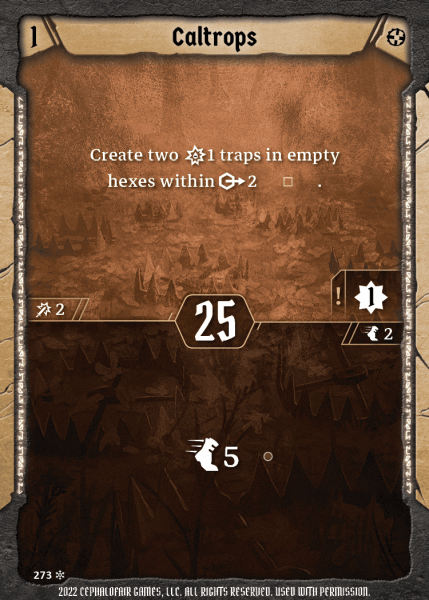 1
Caltrops
Create two 1 traps in empty
hexes within 2 .
! 1
2
25
2
5
273
2022 CEPHALOFAIR GAMES, LLC. ALL RIGHTS RESERVED. USED WITH PERMISSION.